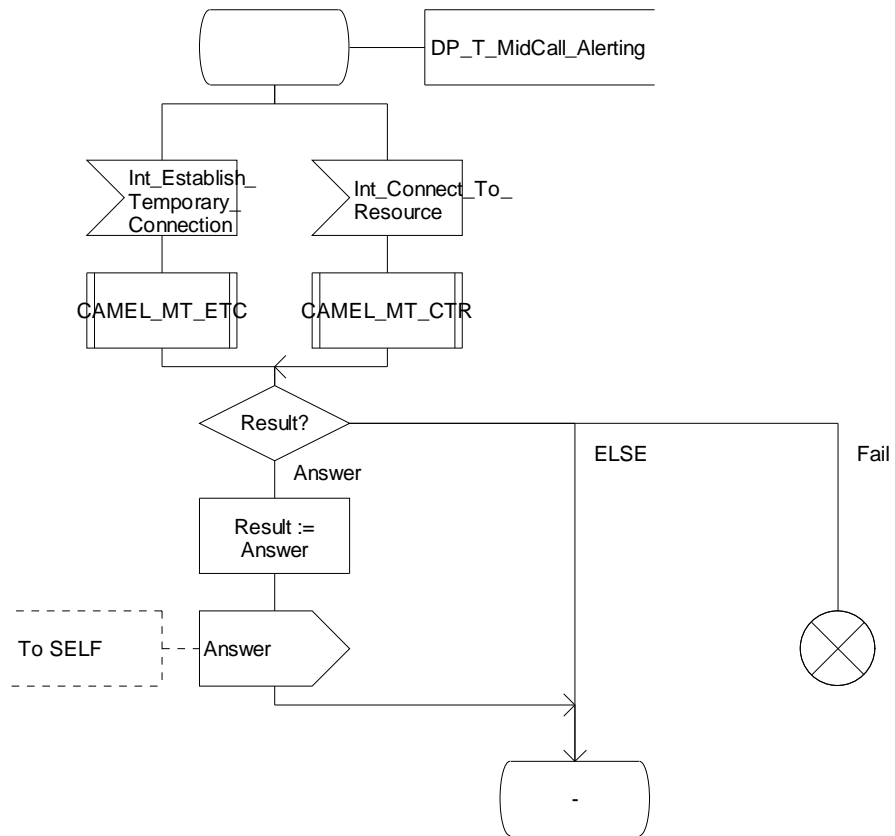 DP_T_MidCall_Alerting
Int_Establish_
Temporary_
Connection
Int_Connect_To_
Resource
CAMEL_MT_ETC
CAMEL_MT_CTR
Result?
ELSE
Fail
Answer
Result :=
Answer
To SELF
Answer
-